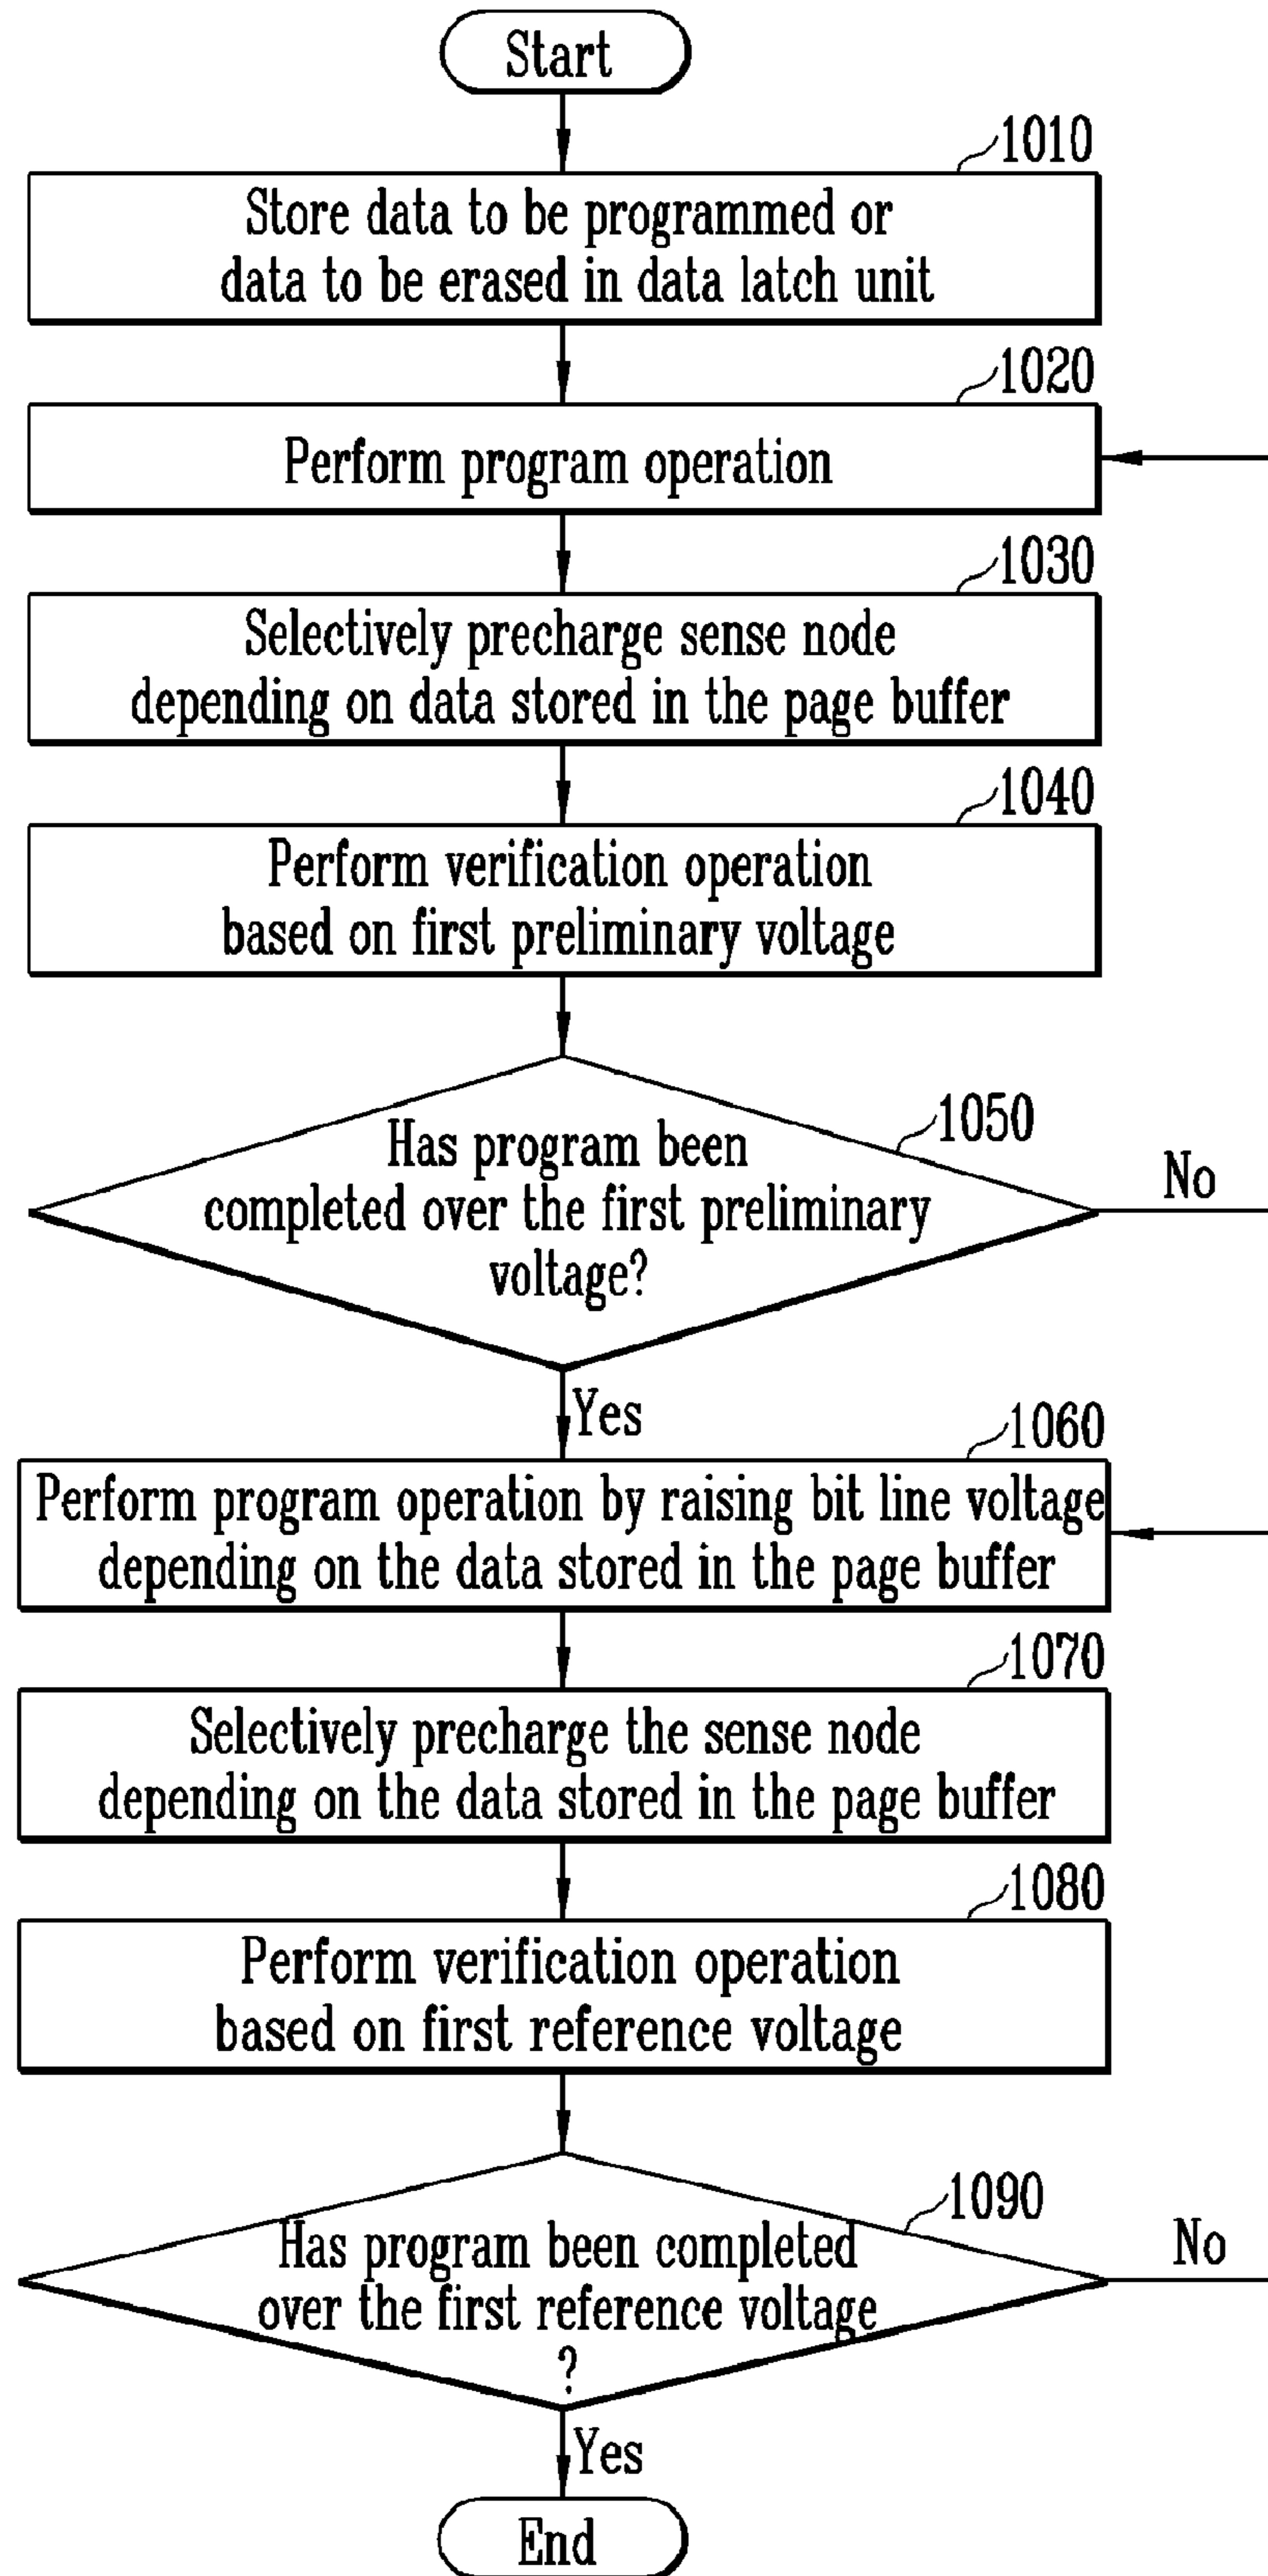 Start
1010
Store data to be programmed or
data to be erased in data latch unit
1020
Perform program operation
1030
Selectively precharge sense node
depending on data stored in the page buffer
1040
Perform verification operation
based on first preliminary voltage
1050
Has program been
completed over the first preliminary
voltage?
No
Yes
1060
Perform program operation by raising bit line voltage
depending on the data stored in the page buffer
1070
Selectively precharge the sense node
depending on the data stored in the page buffer
1080
Perform verification operation
based on first reference voltage
1090
Has program been completed
over the first reference voltage
?
No
Yes
End